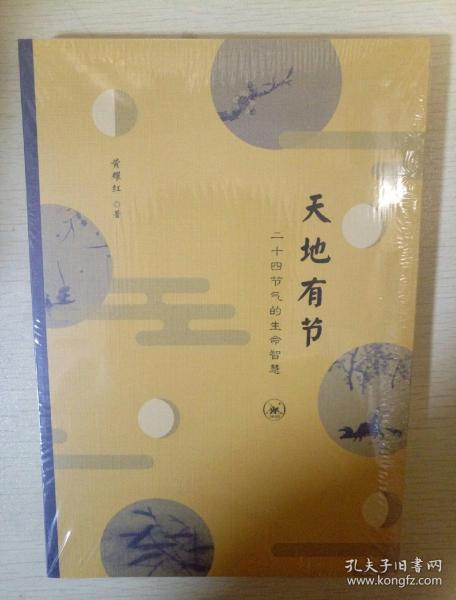 天地有节
二十四节气的生命智慧
黄耀红 ◎著
孔夫子旧书网
www.kongfz.com